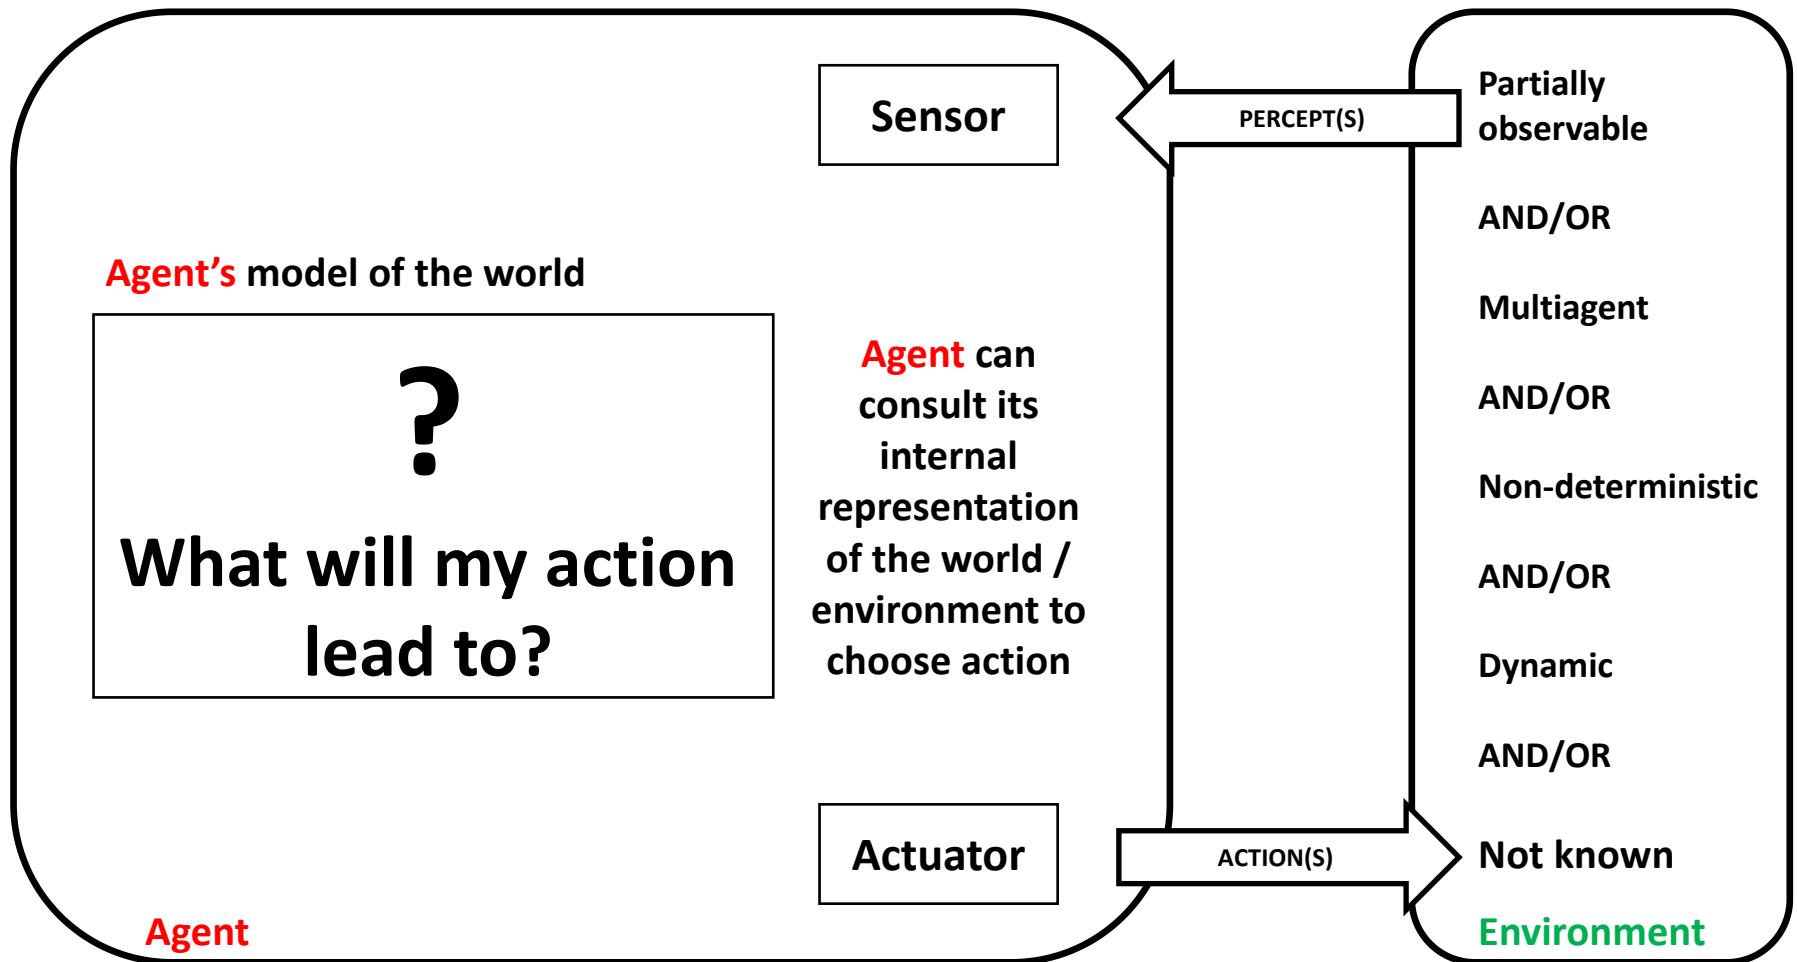 Sensor
PERCEPT(S)
Partially
observable
AND/OR
Multiagent
AND/OR
Non-deterministic
AND/OR
Dynamic
AND/OR
Not known
Environment
Agent's model of the world
?
What will my action
lead to?
Agent can
consult its
internal
representation
of the world /
environment to
choose action
Actuator
ACTION(S)
Agent